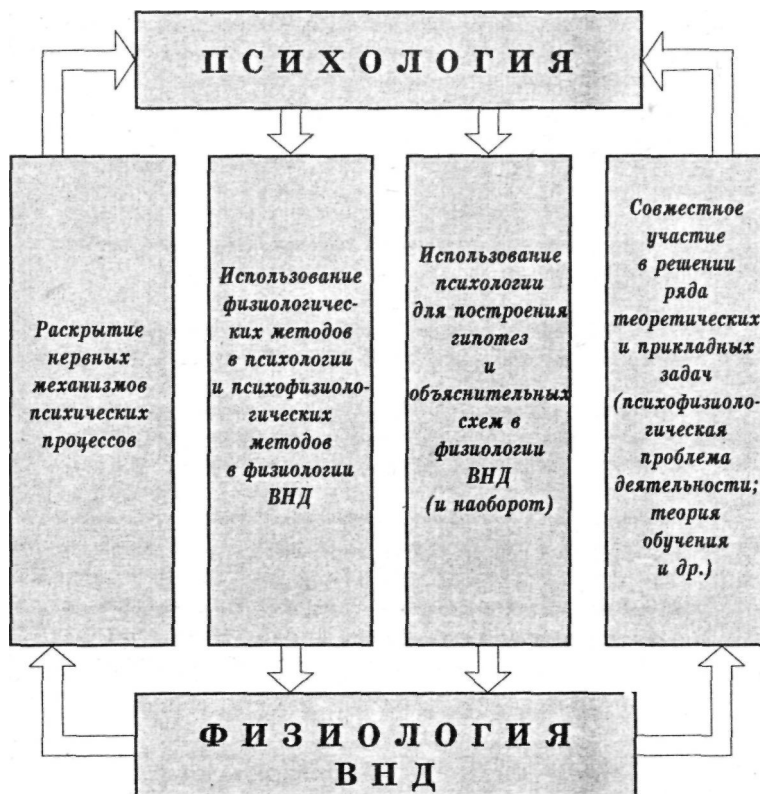 ПСИХОЛОГИЯ
Раскрытие
нервных
механизмов
психических
процессов
Использование
физиологичес-
ких методов
в психологии
и психофизиоло-
гических
методов
в физиологии
ВНД
Использование
психологии
для построения
гипотез
и
объяснительных
схем в
физиологии
ВНД
(и наоборот)
Совместное
участие
в решении
ряда
теоретических
и прикладных
задач
(психофизиоло-
гическая
проблема
деятельности;
теория
обучения
и др.)
ФИЗИОЛОГИЯ
ВНД